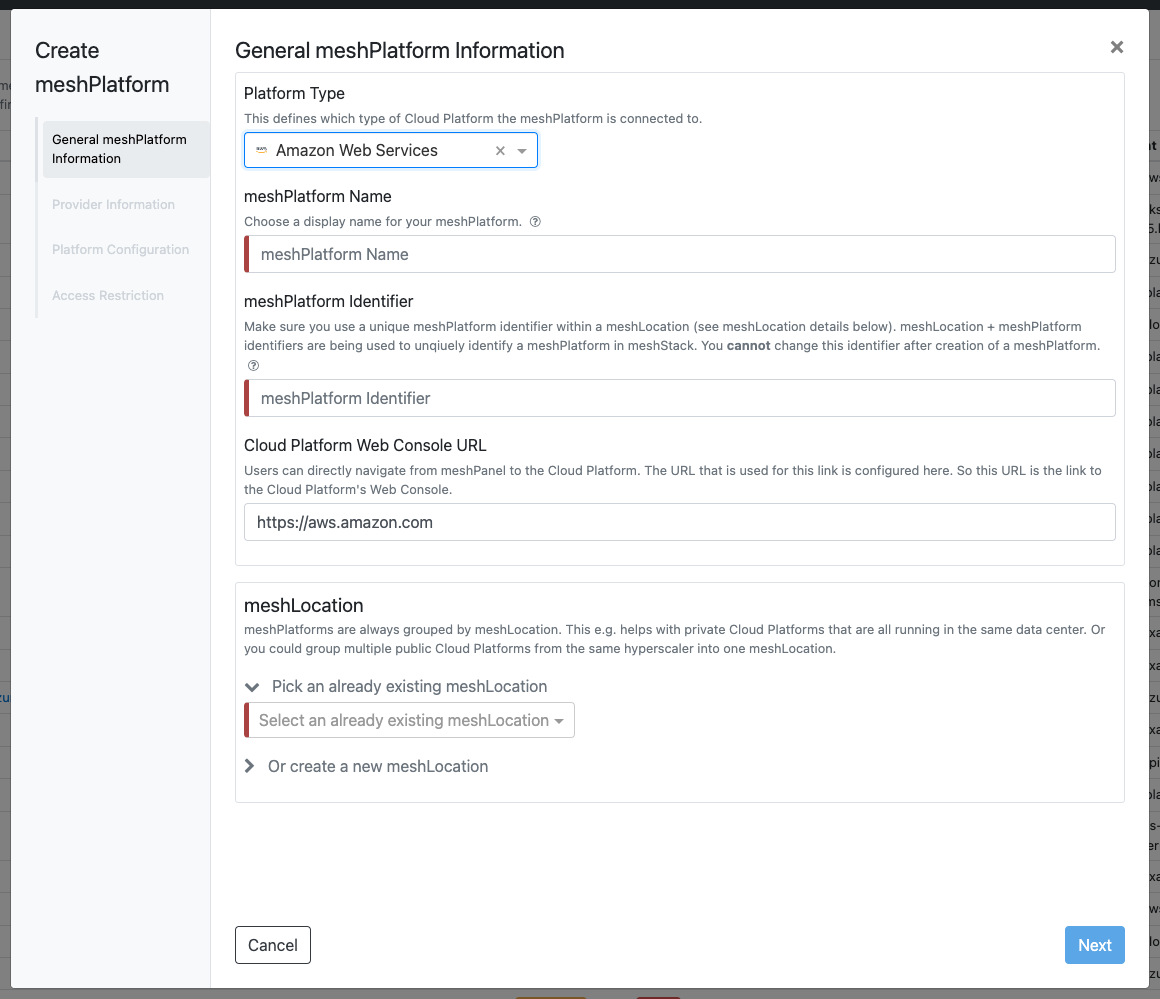 Create
meshPlatform
General meshPlatform
Information
Provider Information
Platform Configuration
Access Restriction
General meshPlatform Information
×
Platform Type
This defines which type of Cloud Platform the meshPlatform is connected to.
aws Amazon Web Services ×
meshPlatform Name
Choose a display name for your meshPlatform. ?
meshPlatform Name
meshPlatform Identifier
Make sure you use a unique meshPlatform identifier within a meshLocation (see meshLocation details below). meshLocation + meshPlatform
identifiers are being used to unqiuely identify a meshPlatform in meshStack. You cannot change this identifier after creation of a meshPlatform.
?
meshPlatform Identifier
Cloud Platform Web Console URL
Users can directly navigate from meshPanel to the Cloud Platform. The URL that is used for this link is configured here. So this URL is the link to
the Cloud Platform's Web Console.
https://aws.amazon.com
meshLocation
meshPlatforms are always grouped by meshLocation. This e.g. helps with private Cloud Platforms that are all running in the same data center. Or
you could group multiple public Cloud Platforms from the same hyperscaler into one meshLocation.
Pick an already existing meshLocation
Select an already existing meshLocation
Or create a new meshLocation
Cancel
Next